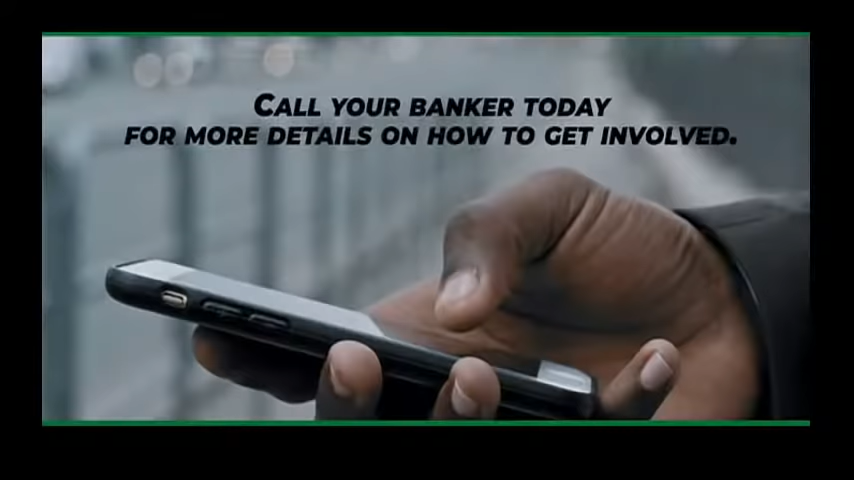 CALL YOUR BANKER TODAY
FOR MORE DETAILS ON HOW TO GET INVOLVED.